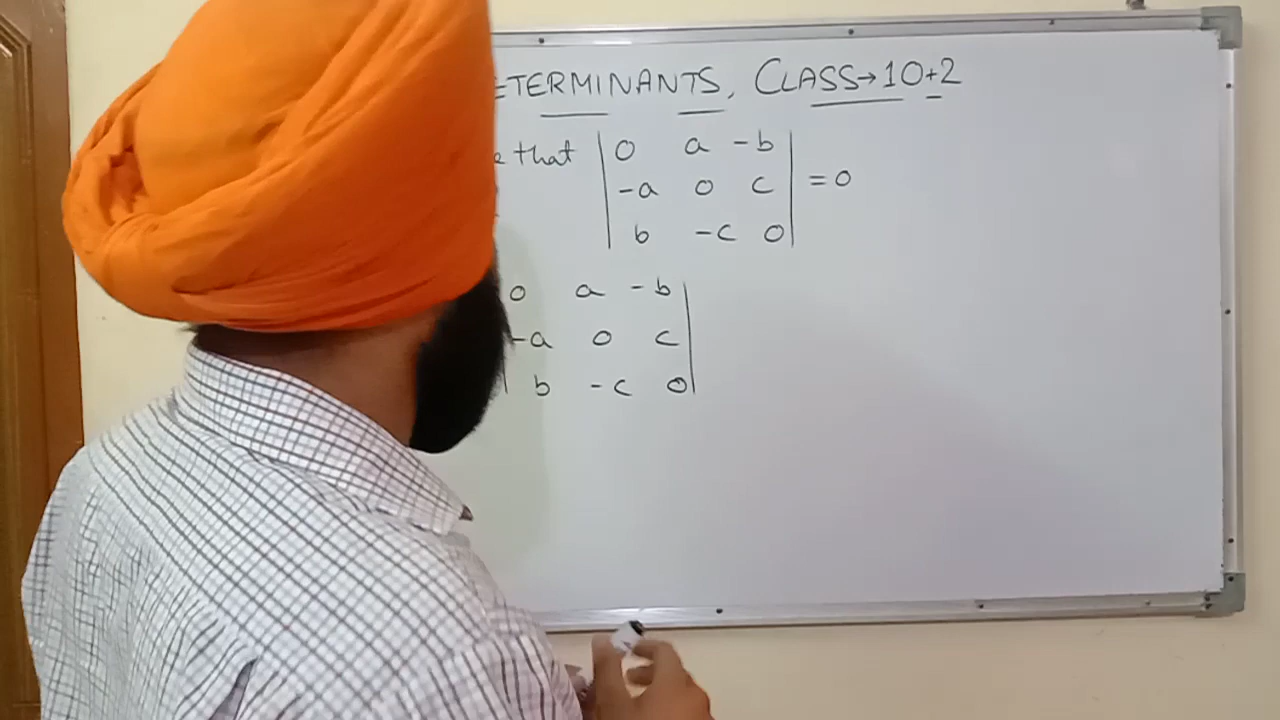 ETERMINANTS, CLASS→10+2
e that | 0 a -b |
| -a 0 c | = 0
| b -c 0 |
0 a -b |
-a 0 c |
| b -c 0 |